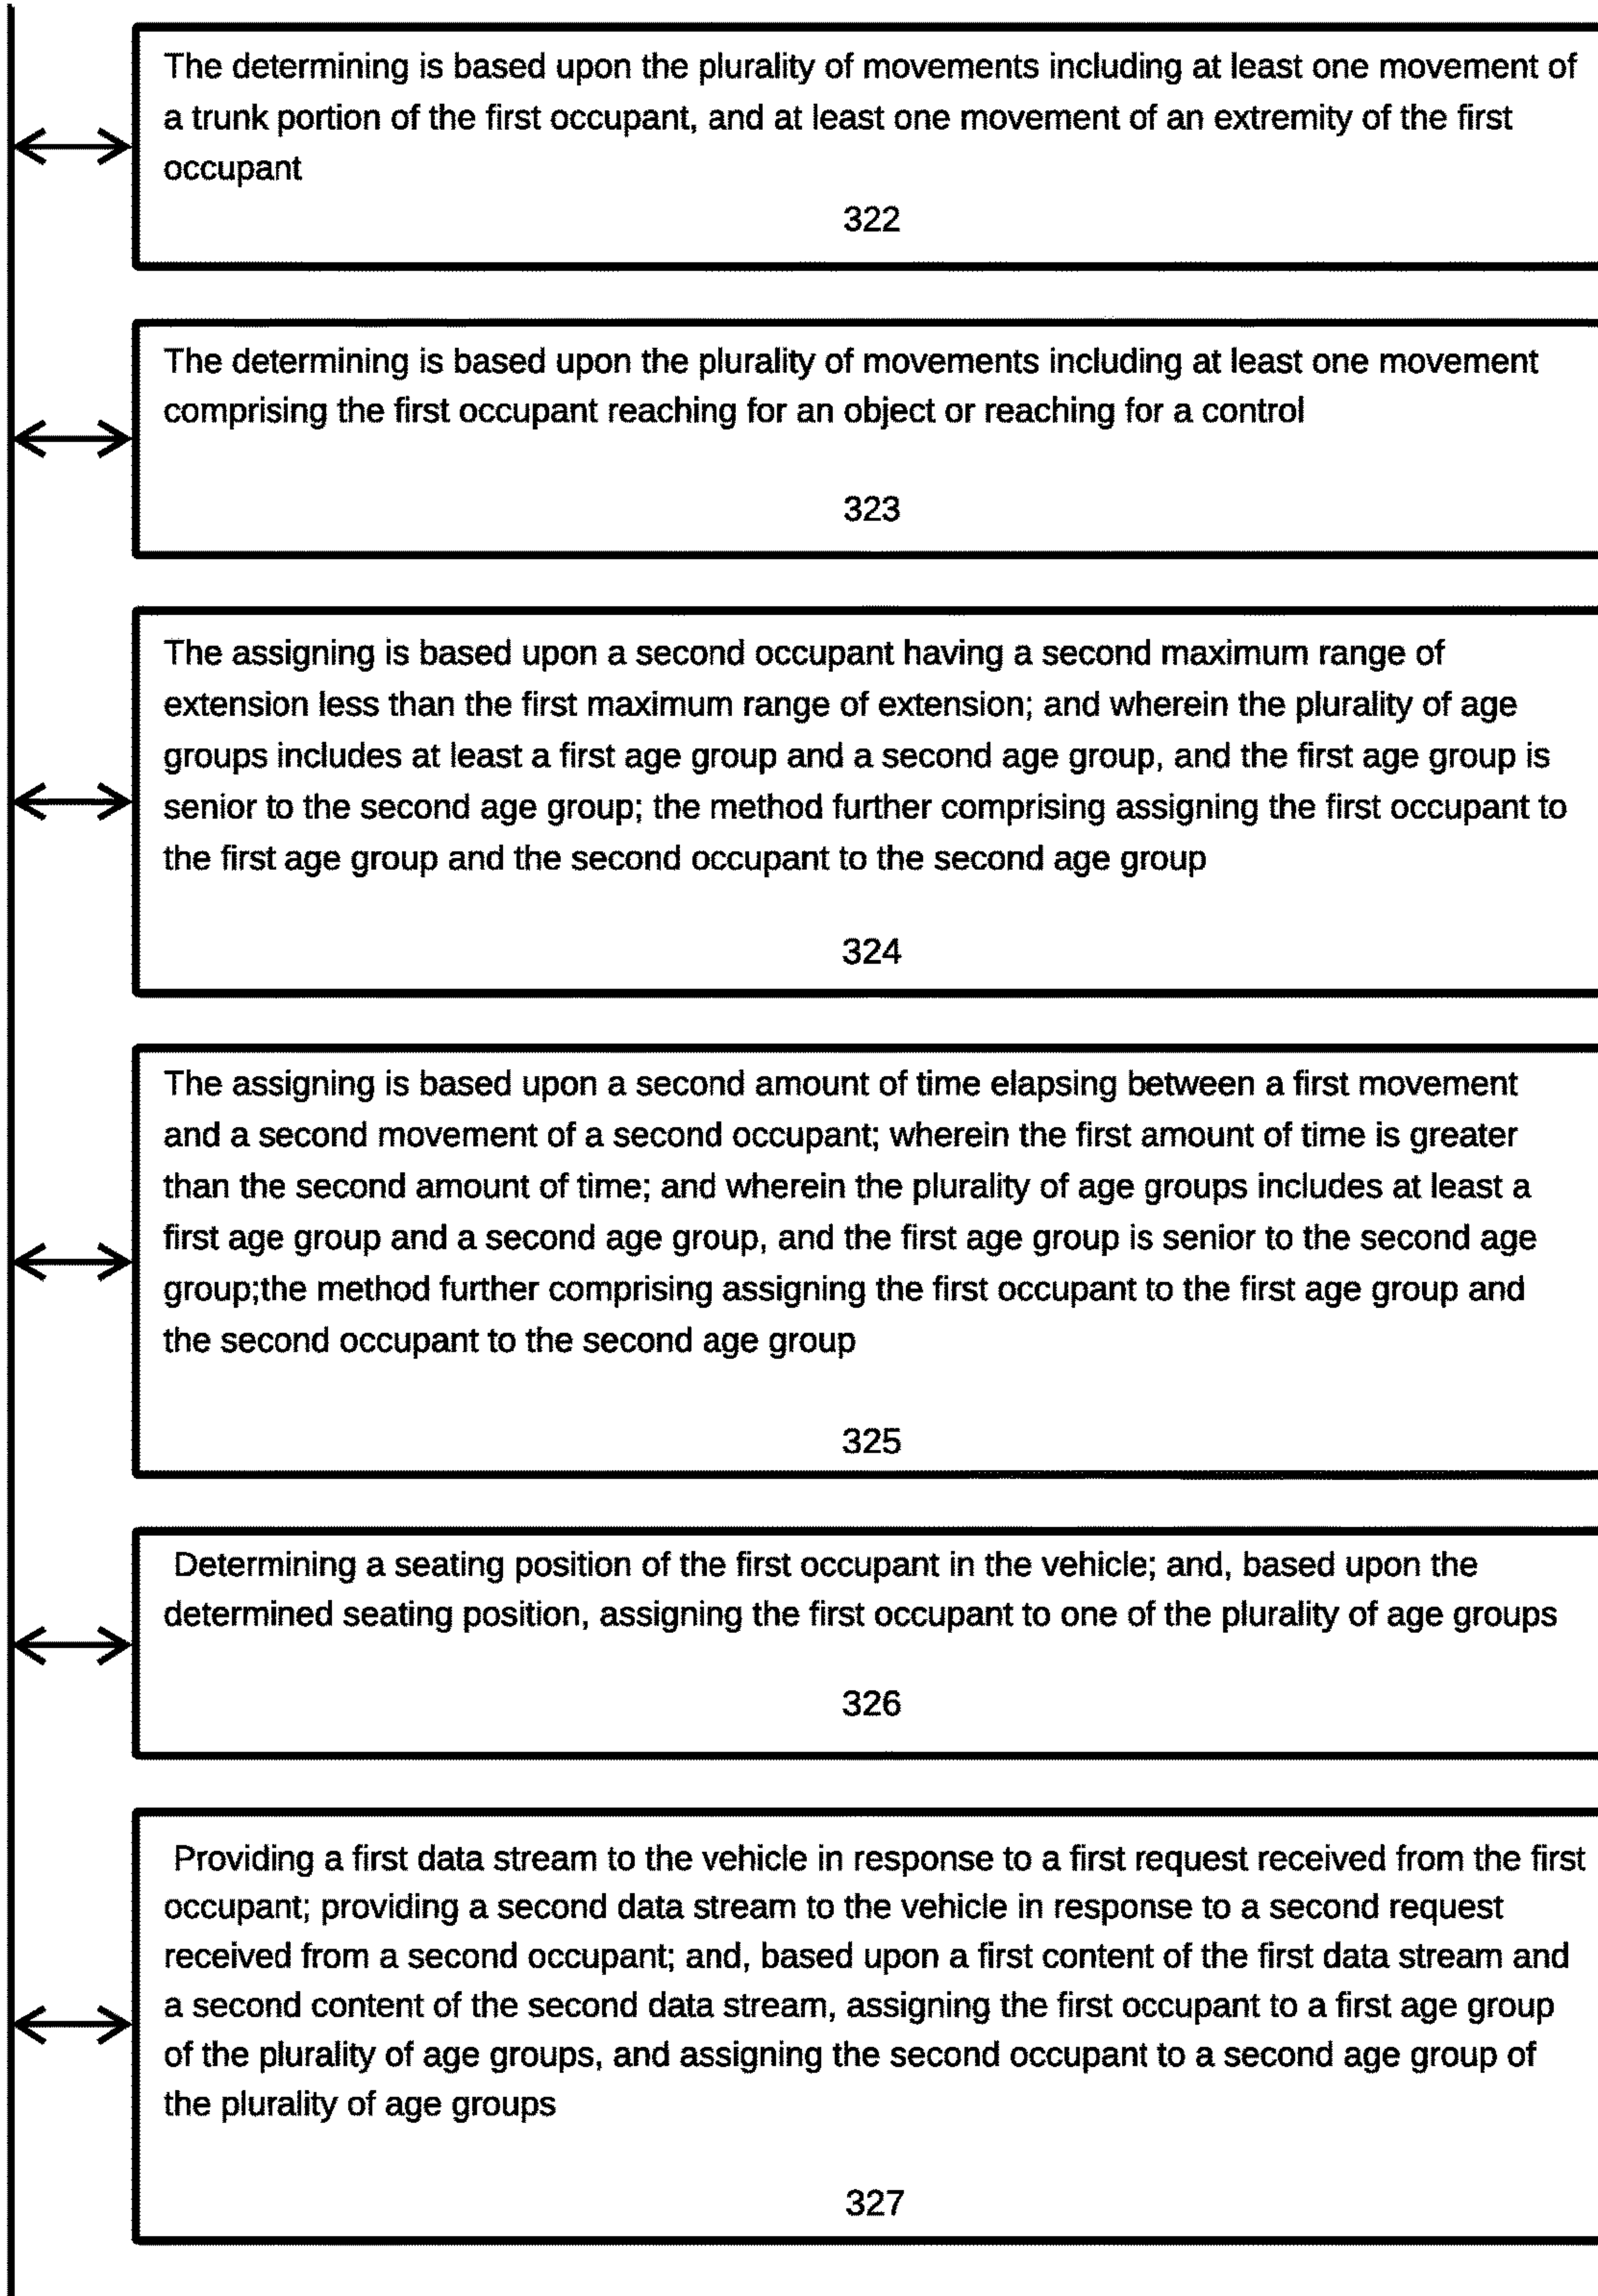 The determining is based upon the plurality of movements including at least one movement of
a trunk portion of the first occupant, and at least one movement of an extremity of the first
occupant
322
The determining is based upon the plurality of movements including at least one movement
comprising the first occupant reaching for an object or reaching for a control
323
The assigning is based upon a second occupant having a second maximum range of
extension less than the first maximum range of extension; and wherein the plurality of age
groups includes at least a first age group and a second age group, and the first age group is
senior to the second age group; the method further comprising assigning the first occupant to
the first age group and the second occupant to the second age group
324
The assigning is based upon a second amount of time elapsing between a first movement
and a second movement of a second occupant; wherein the first amount of time is greater
than the second amount of time; and wherein the plurality of age groups includes at least a
first age group and a second age group, and the first age group is senior to the second age
group;the method further comprising assigning the first occupant to the first age group and
the second occupant to the second age group
325
Determining a seating position of the first occupant in the vehicle; and, based upon the
determined seating position, assigning the first occupant to one of the plurality of age groups
326
Providing a first data stream to the vehicle in response to a first request received from the first
occupant; providing a second data stream to the vehicle in response to a second request
received from a second occupant; and, based upon a first content of the first data stream and
a second content of the second data stream, assigning the first occupant to a first age group
of the plurality of age groups, and assigning the second occupant to a second age group of
the plurality of age groups
327